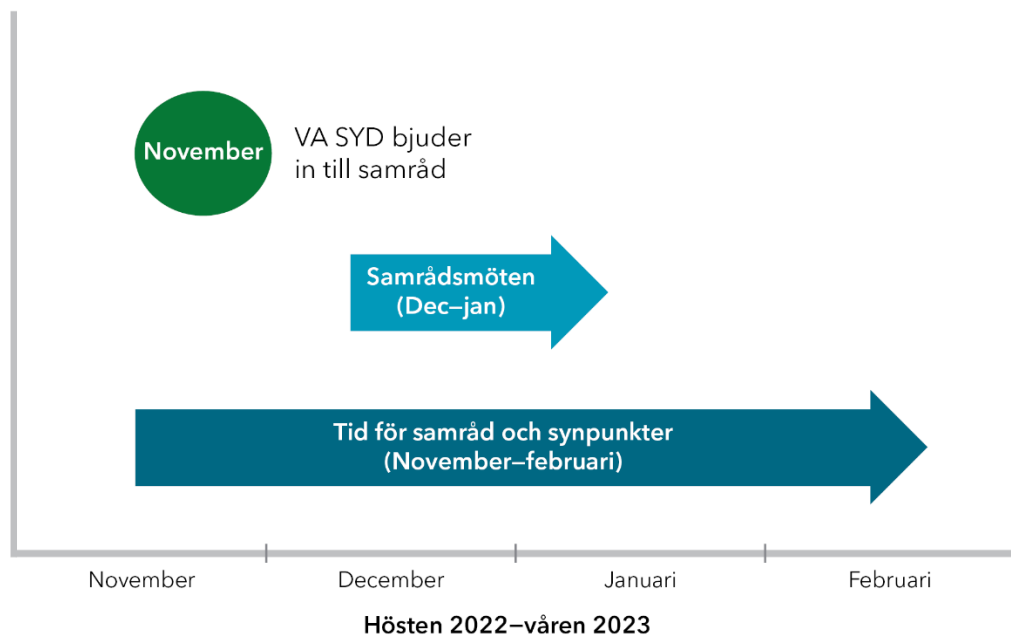 November
VA SYD bjuder
in till samråd
Samrådsmöten
(Dec–jan)
Tid för samråd och synpunkter
(November–februari)
November
December
Januari
Februari
Hösten 2022–våren 2023